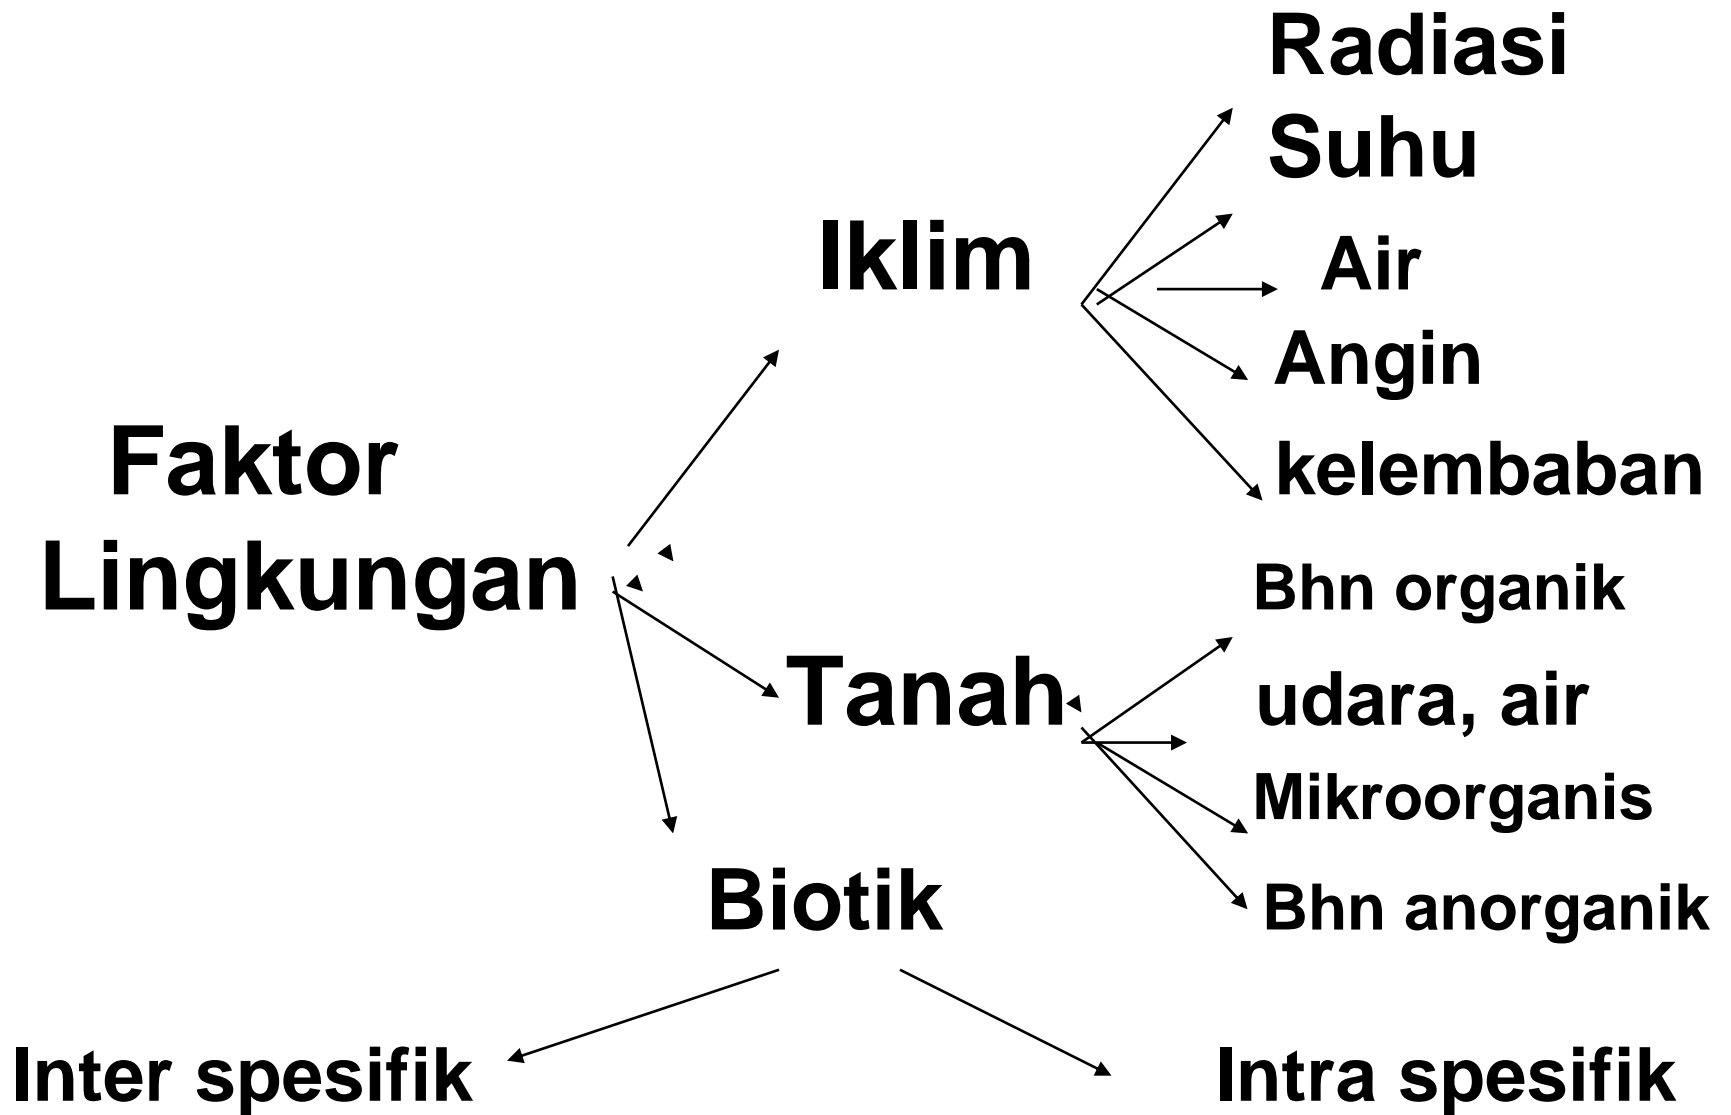 Radiasi
Suhu
Iklim
Air
Angin
kelembaban
Faktor
Lingkungan
Bhn organik
Tanah
udara, air
Mikroorganis
Bhn anorganik
Biotik
Inter spesifik
Intra spesifik